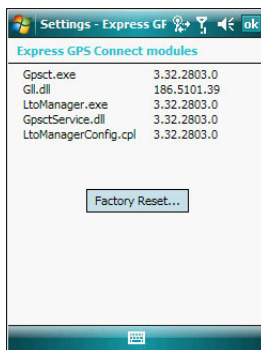 Settings - Express GF ok
Express GPS Connect modules
Gpsct.exe 3.32.2803.0
Gll.dll 186.5101.39
LtoManager.exe 3.32.2803.0
GpsctService.dll 3.32.2803.0
LtoManagerConfig.cpl 3.32.2803.0
Factory Reset...